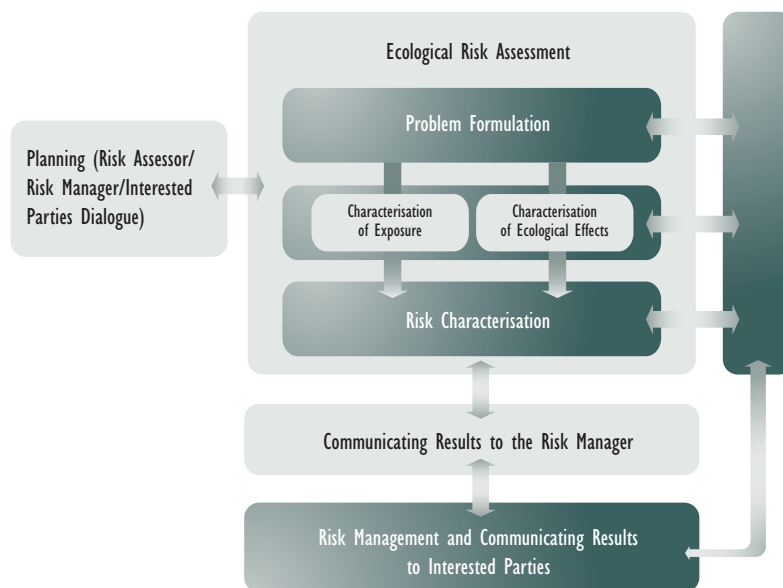 Ecological Risk Assessment
Problem Formulation
Planning (Risk Assessor/
Risk Manager/Interested
Parties Dialogue)
Characterisation
of Exposure
Characterisation
of Ecological Effects
Risk Characterisation
Communicating Results to the Risk Manager
Risk Management and Communicating Results
to Interested Parties